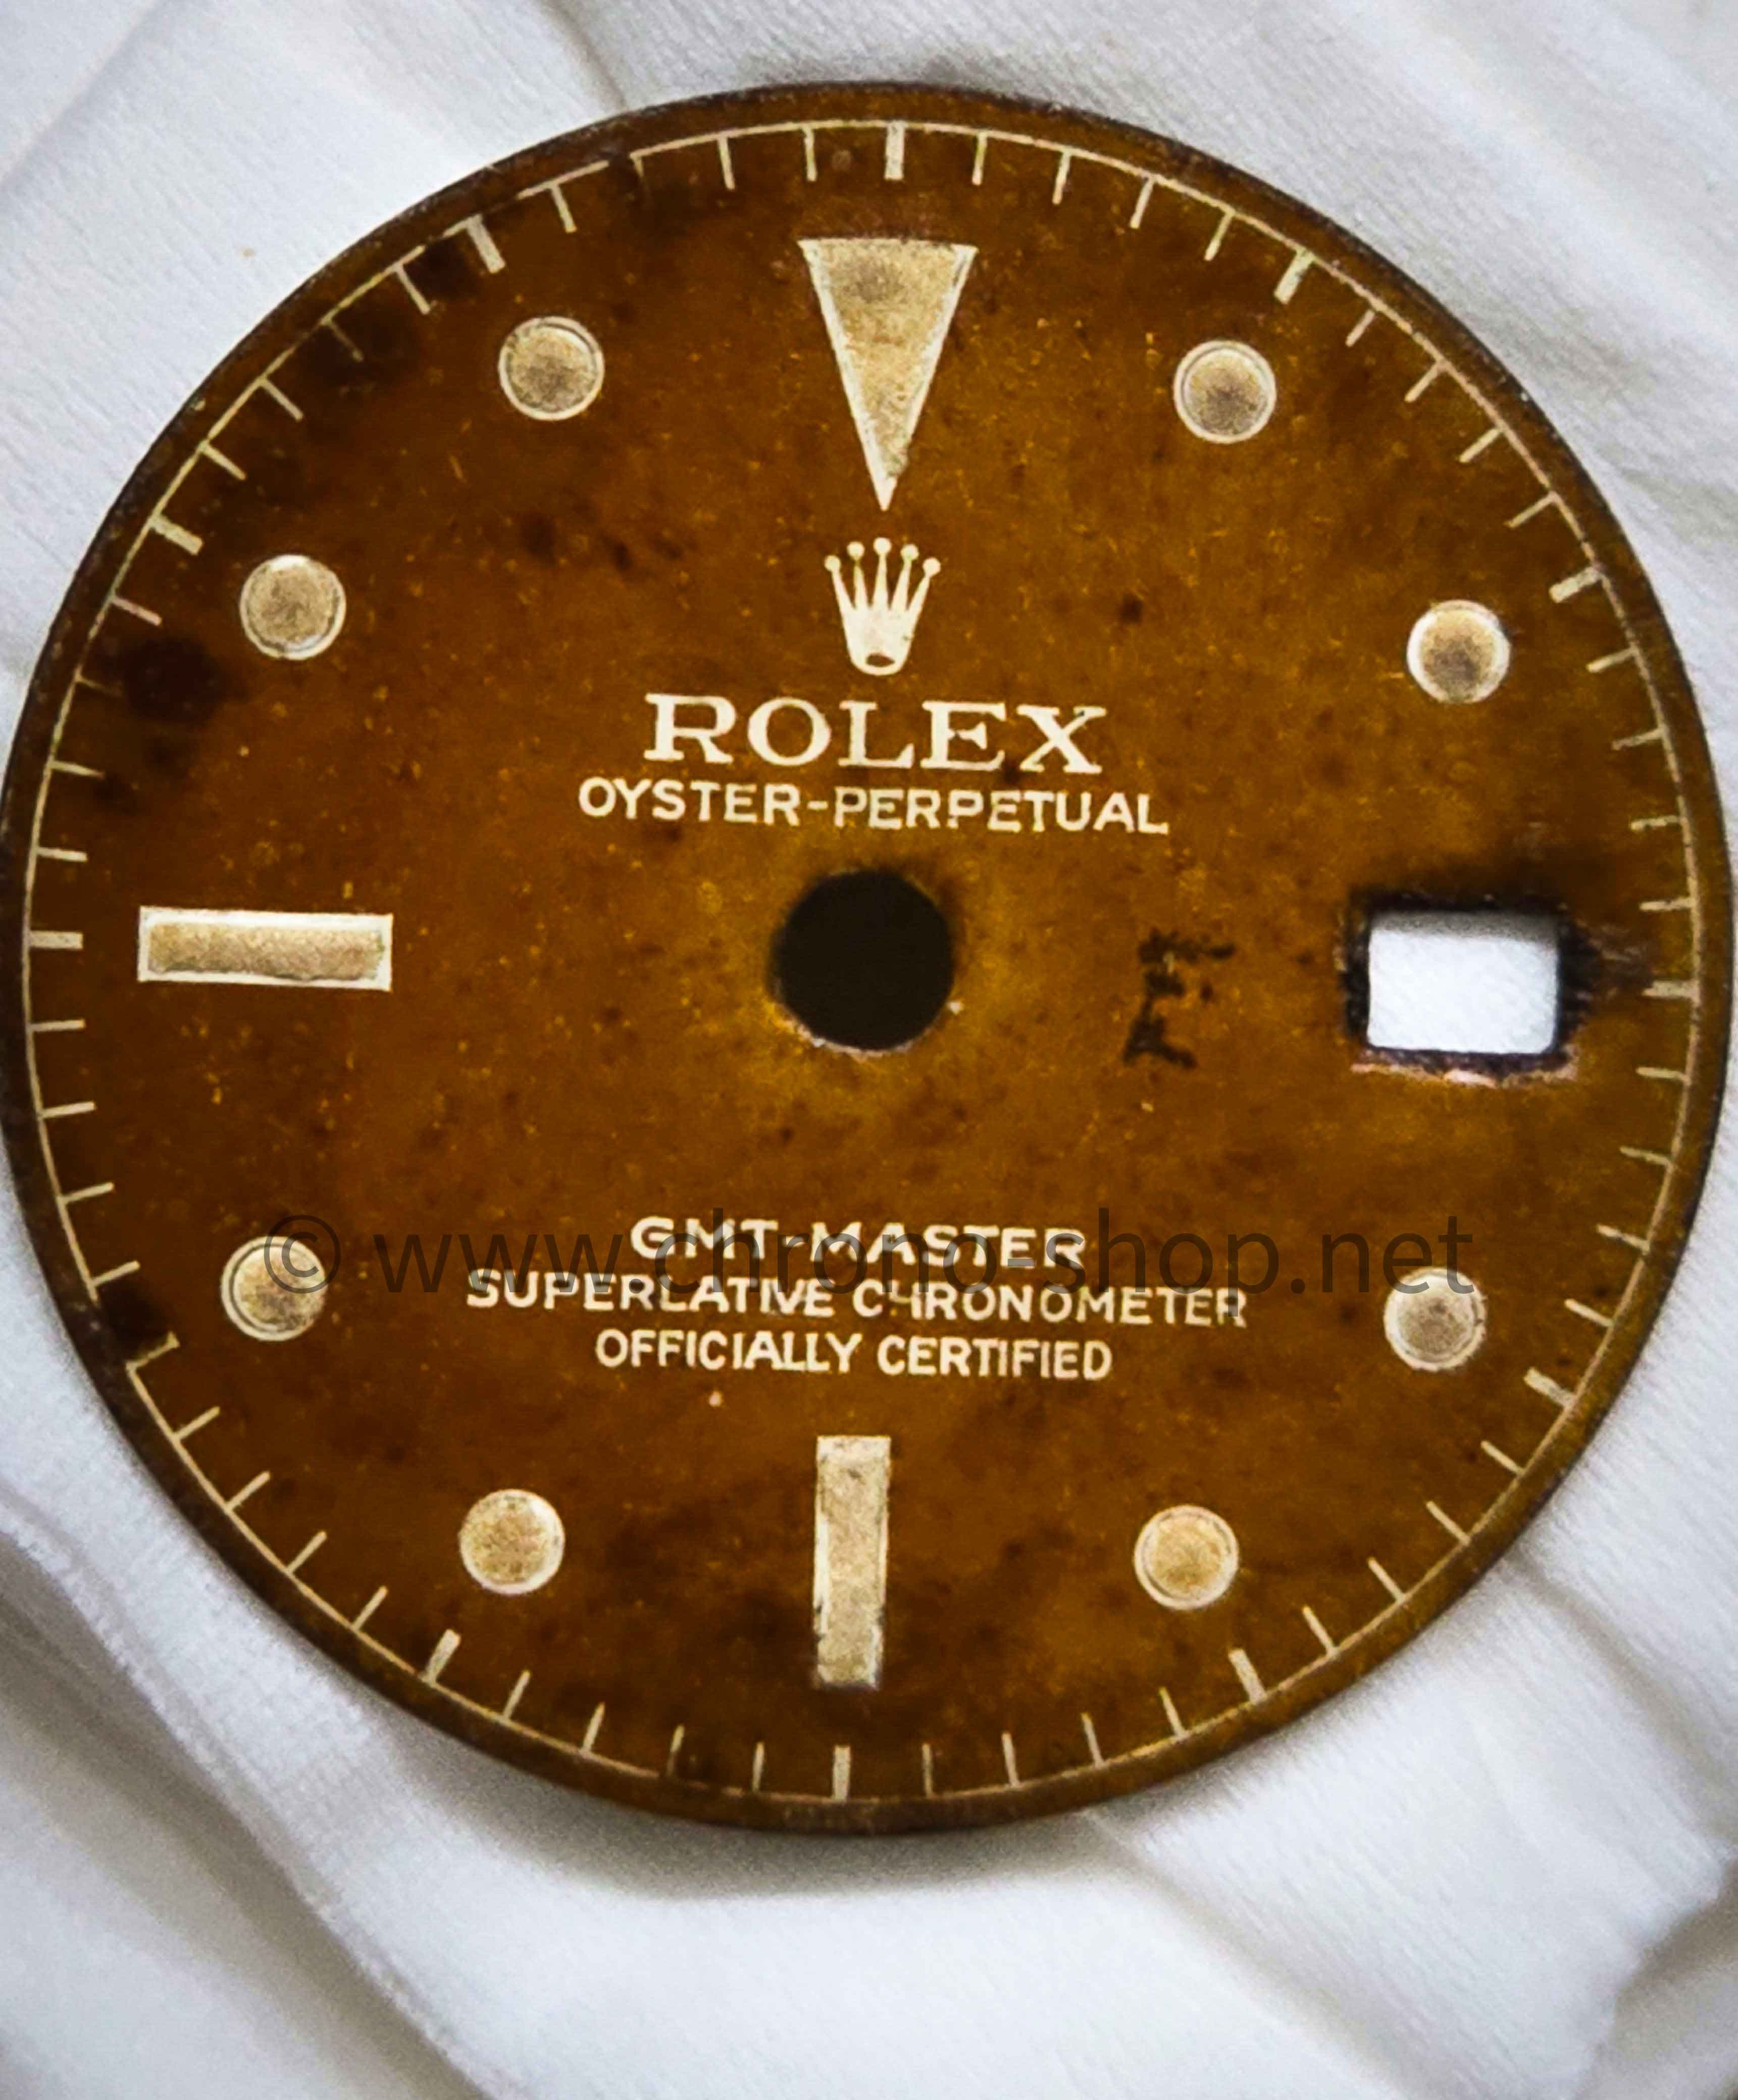 ROLEX
OYSTER-PERPETUAL
GMT-MASTER
© www.chrono-shop.net
SUPERLATIVE CHRONOMETER
OFFICIALLY CERTIFIED